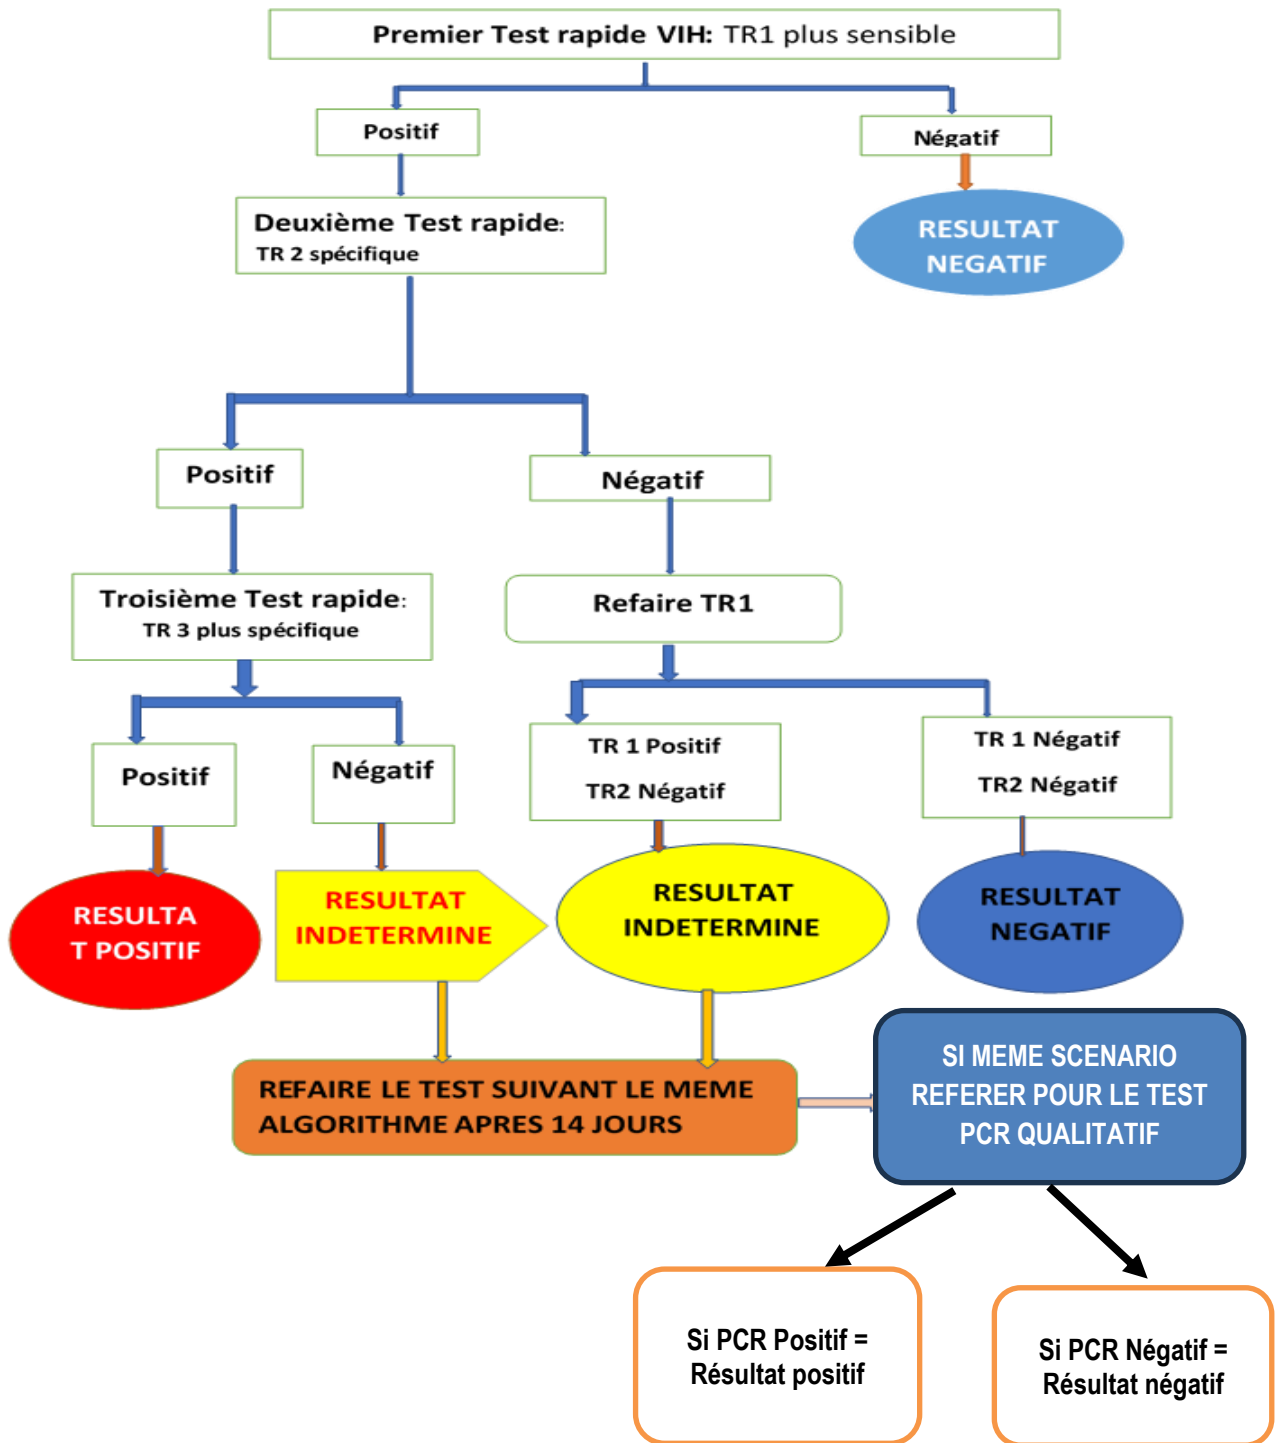 Premier Test rapide VIH: TR1 plus sensible
Positif
Négatif
Deuxième Test rapide:
TR 2 spécifique
RESULTAT
NEGATIF
Positif
Négatif
Troisième Test rapide:
TR 3 plus spécifique
Refaire TR1
Positif
Négatif
TR 1 Positif
TR2 Négatif
TR 1 Négatif
TR2 Négatif
RESULTA
T POSITIF
RESULTAT
INDETERMINE
RESULTAT
INDETERMINE
RESULTAT
NEGATIF
REFAIRE LE TEST SUIVANT LE MEME
ALGORITHME APRES 14 JOURS
SI MEME SCENARIO
REFERER POUR LE TEST
PCR QUALITATIF
Si PCR Positif =
Résultat positif
Si PCR Négatif =
Résultat négatif